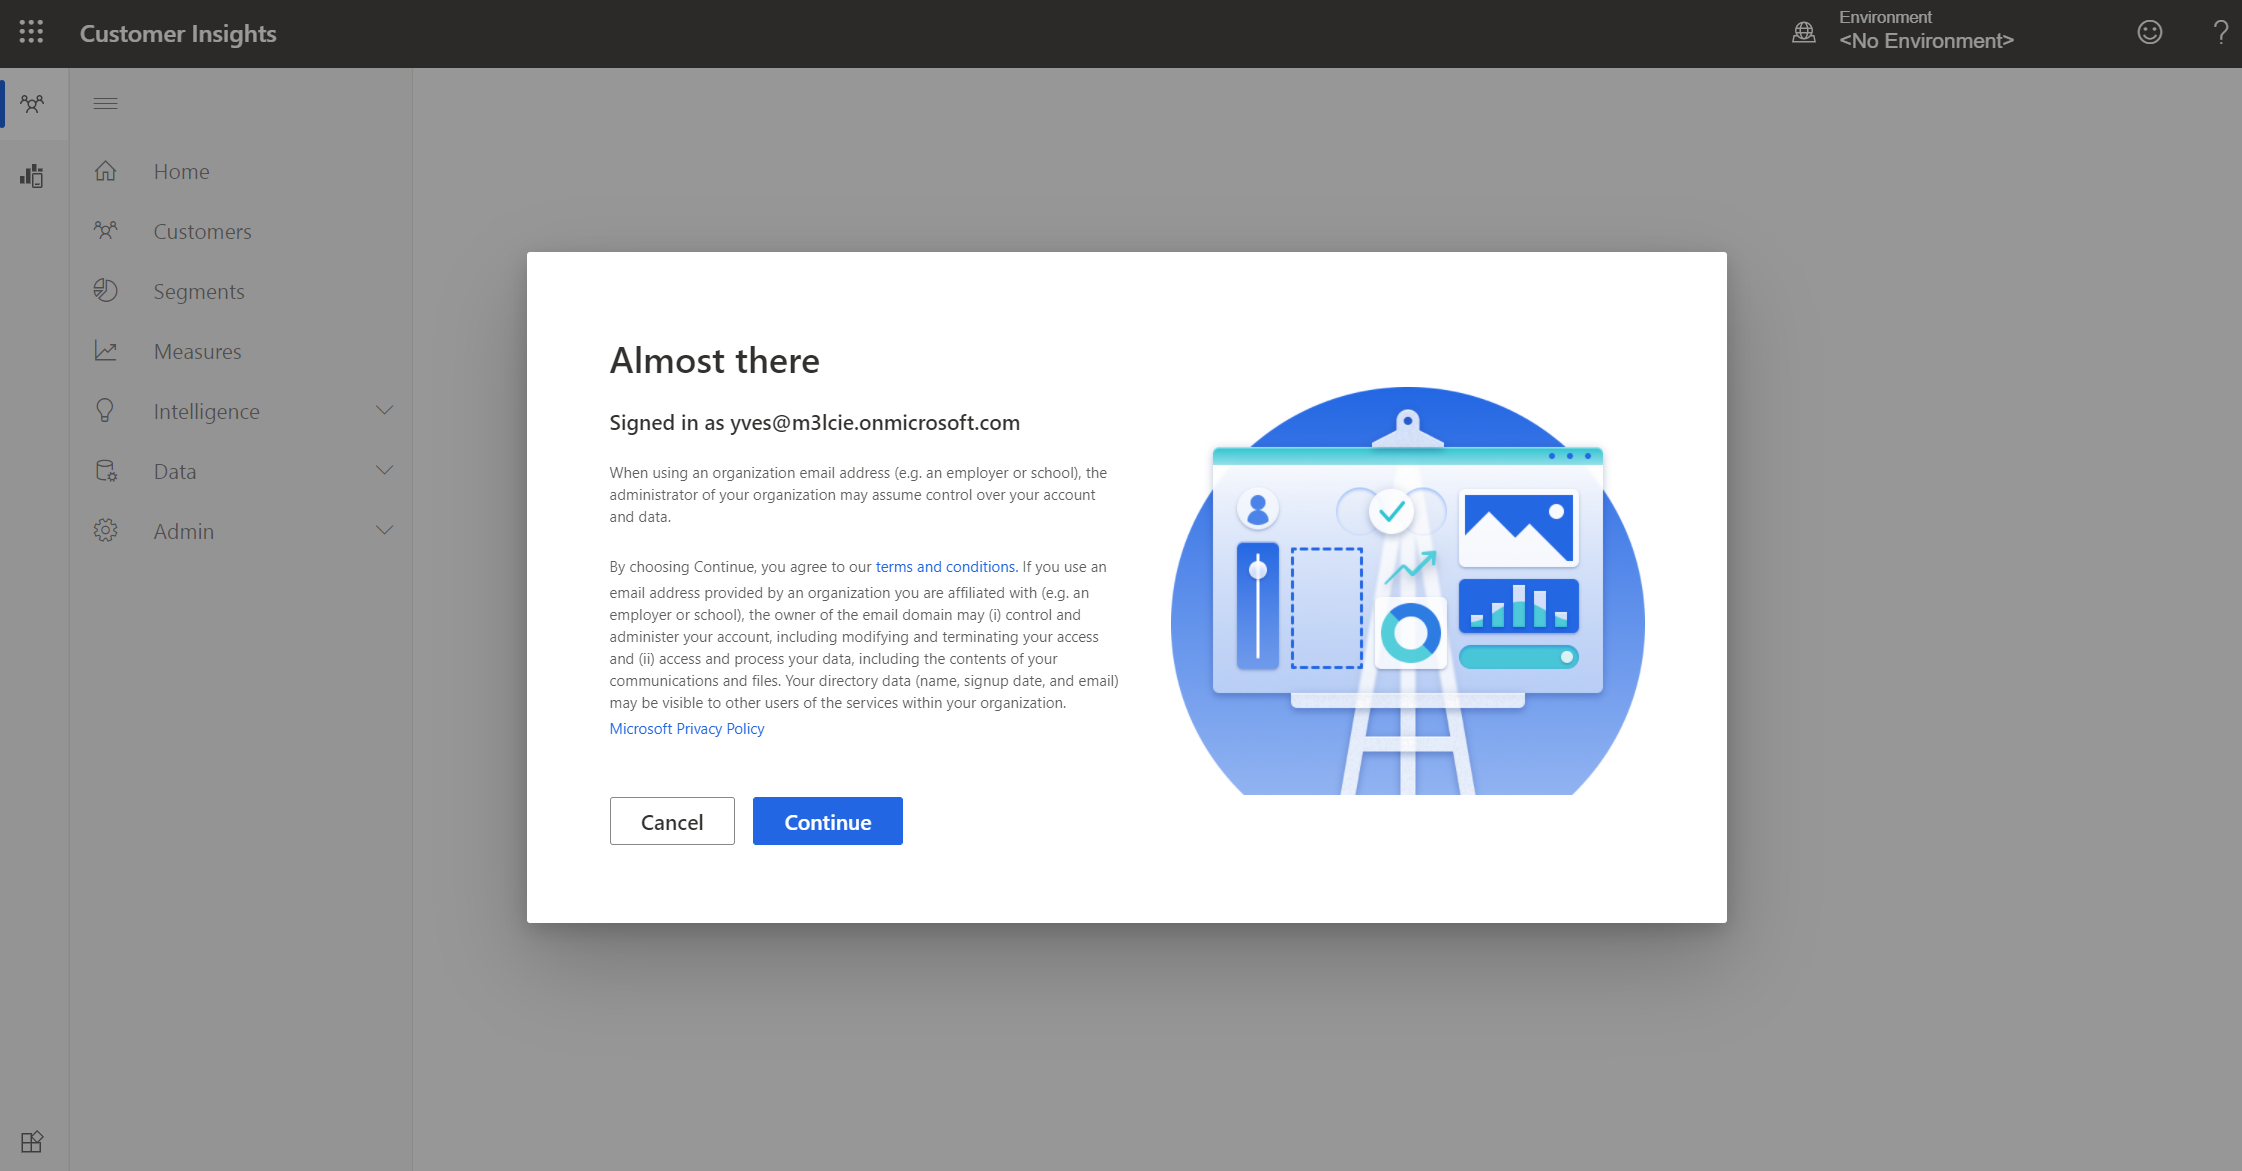 Customer Insights
Environment
<No Environment>
Home
Customers
Segments
Measures
Intelligence
Data
Admin
Almost there
Signed in as yves@m3lcie.onmicrosoft.com
When using an organization email address (e.g. an employer or school), the
administrator of your organization may assume control over your account
and data.
By choosing Continue, you agree to our terms and conditions. If you use an
email address provided by an organization you are affiliated with (e.g. an
employer or school), the owner of the email domain may (i) control and
administer your account, including modifying and terminating your access
and (ii) access and process your data, including the contents of your
communications and files. Your directory data (name, signup date, and email)
may be visible to other users of the services within your organization.
Microsoft Privacy Policy
Cancel
Continue